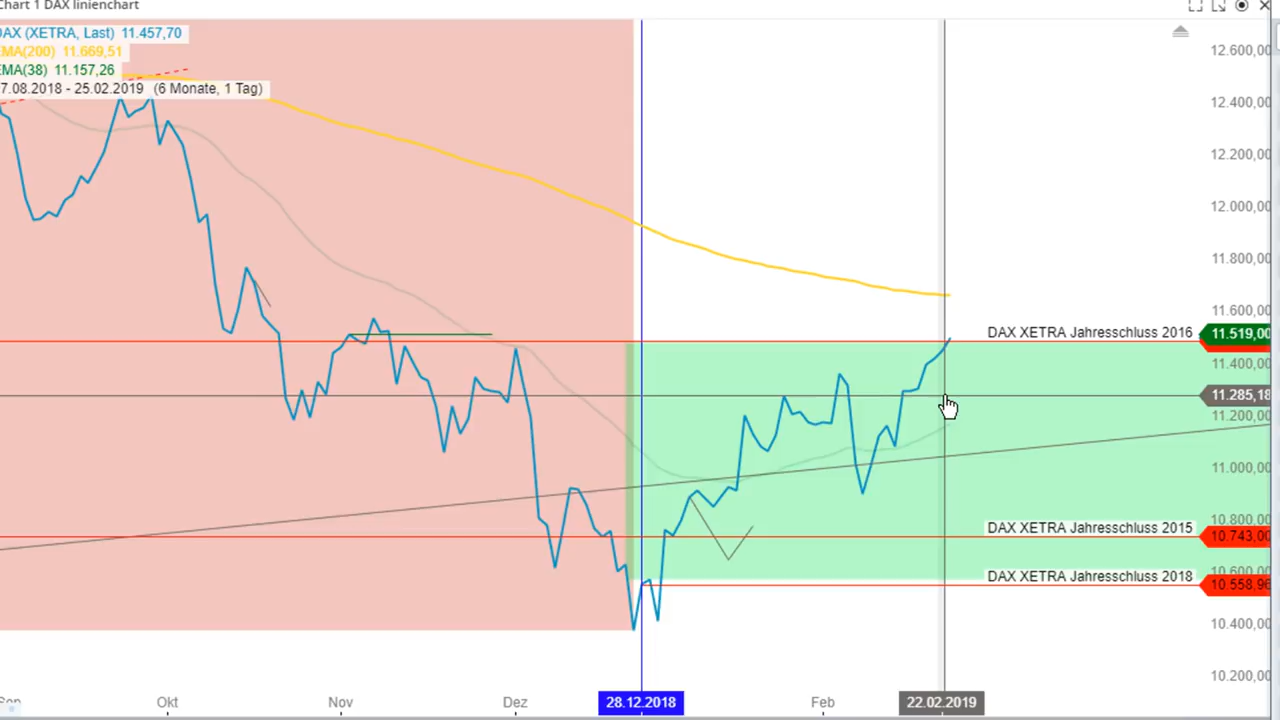 Chart 1 DAX linienchart
DAX (XETRA, Last) 11.457,70
EMA(200) 11.669,51
EMA(38) 11.157,26
7.08.2018 - 25.02.2019 (6 Monate, 1 Tag)
12.600,00
12.400,00
12.200,00
12.000,00
11.800,00
11.600,00
DAX XETRA Jahresschluss 2016 11.519,00
11.400,00
11.285,18
11.200,00
11.000,00
10.800,00
DAX XETRA Jahresschluss 2015 10.743,00
10.600,00
DAX XETRA Jahresschluss 2018 10 558,96
10.400,00
10.200,00
Sep Okt Nov Dez 28.12.2018 Feb 22.02.2019